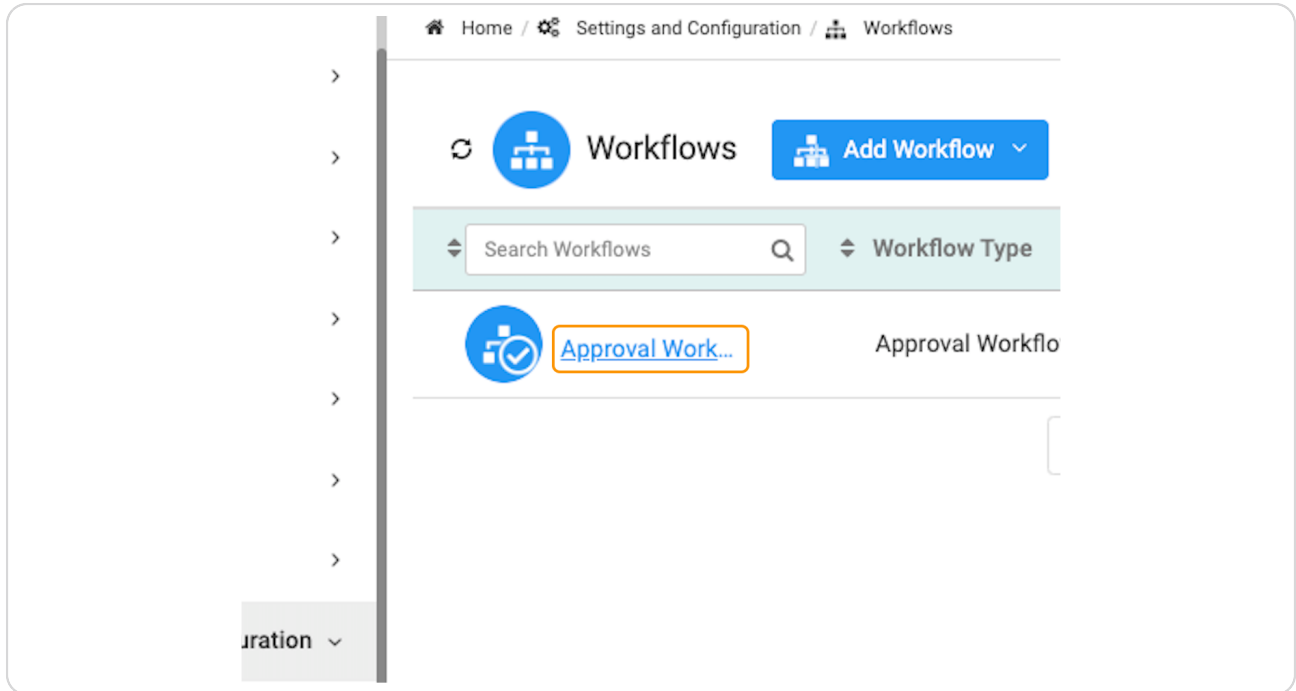 Home / Settings and Configuration / Workflows
Workflows
Add Workflow
Search Workflows
Workflow Type
Approval Work...
Approval Workflo
uration